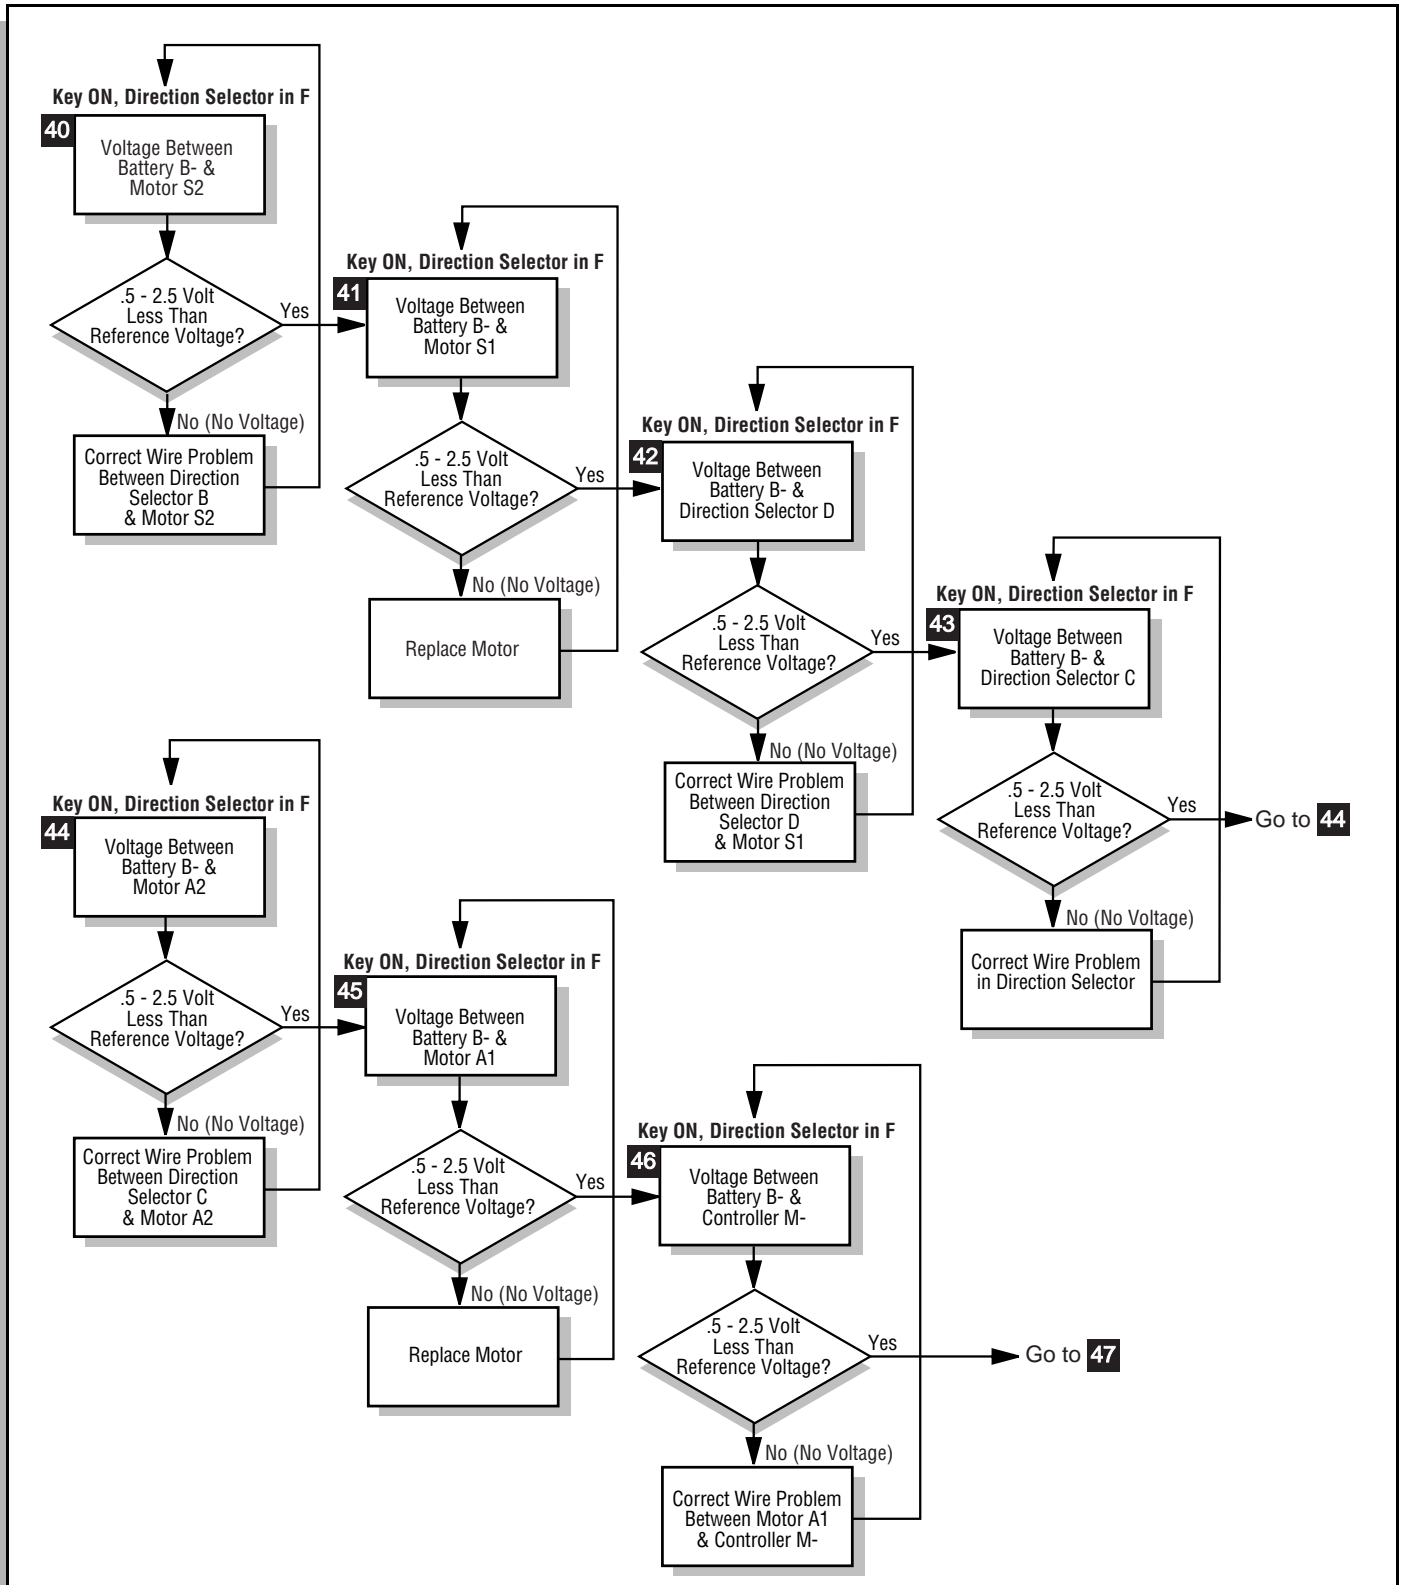 Key ON, Direction Selector in F
40
Voltage Between
Battery B- &
Motor S2
.5 - 2.5 Volt
Less Than
Reference Voltage?
Yes
No (No Voltage)
Correct Wire Problem
Between Direction
Selector B
& Motor S2
Key ON, Direction Selector in F
41
Voltage Between
Battery B- &
Motor S1
.5 - 2.5 Volt
Less Than
Reference Voltage?
Yes
No (No Voltage)
Replace Motor
Key ON, Direction Selector in F
42
Voltage Between
Battery B- &
Direction Selector D
.5 - 2.5 Volt
Less Than
Reference Voltage?
Yes
No (No Voltage)
Correct Wire Problem
Between Direction
Selector D
& Motor S1
Key ON, Direction Selector in F
43
Voltage Between
Battery B- &
Direction Selector C
.5 - 2.5 Volt
Less Than
Reference Voltage?
Yes
Go to 44
No (No Voltage)
Correct Wire Problem
in Direction Selector
Key ON, Direction Selector in F
44
Voltage Between
Battery B- &
Motor A2
.5 - 2.5 Volt
Less Than
Reference Voltage?
Yes
No (No Voltage)
Correct Wire Problem
Between Direction
Selector C
& Motor A2
Key ON, Direction Selector in F
45
Voltage Between
Battery B- &
Motor A1
.5 - 2.5 Volt
Less Than
Reference Voltage?
Yes
No (No Voltage)
Replace Motor
Key ON, Direction Selector in F
46
Voltage Between
Battery B- &
Controller M-
.5 - 2.5 Volt
Less Than
Reference Voltage?
Yes
Go to 47
No (No Voltage)
Correct Wire Problem
Between Motor A1
& Controller M-